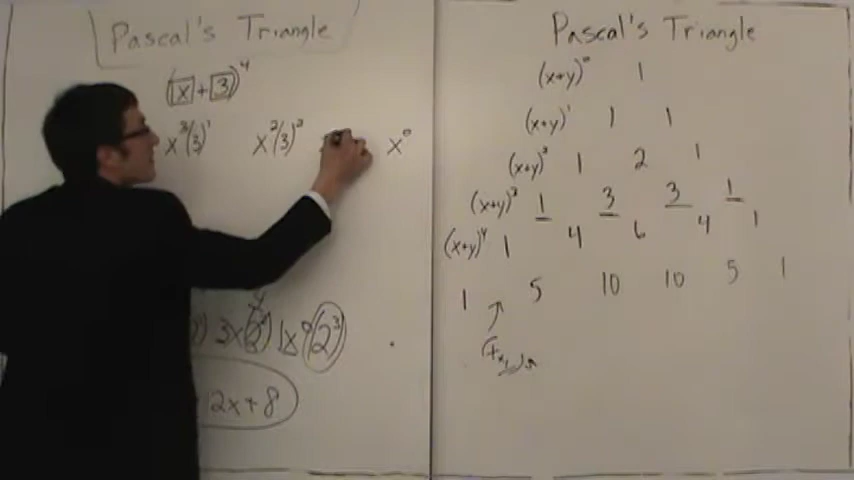 Pascal's Triangle
(x + 3)⁴
x³(3)¹ x²(3)² x⁰
3x(2²) 1x⁰(2³)
2x + 8
Pascal's Triangle
(x+y)⁰ 1
(x+y)¹ 1 1
(x+y)² 1 2 1
(x+y)³ 1 3 3 1
(x+y)⁴ 1 4 6 4 1
1 5 10 10 5 1